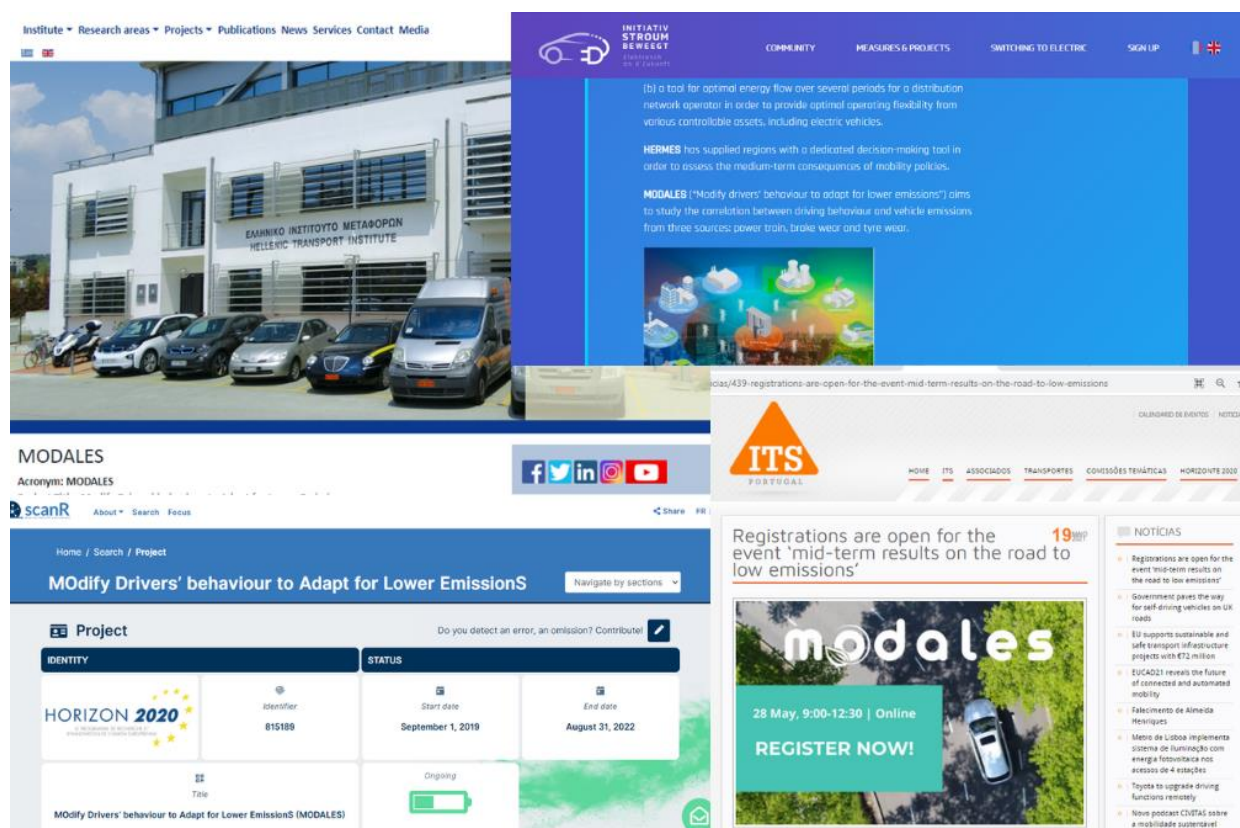 Institute Research areas Projects Publications News Services Contact Media
ΕΛΛΗΝΙΚΟ ΙΝΣΤΙΤΟΥΤΟ ΜΕΤΑΦΟΡΩΝ
HELLENIC TRANSPORT INSTITUTE
MODALES
Acronym: MODALES
INITIATIV
STROUM
BEWEEGT
COMMUNITY
MEASURES & PROJECTS
SWITCHING TO ELECTRIC
SIGN UP
(b) a tool for optimal energy flow over several periods for a distribution
network operator in order to provide optimal operating flexibility from
various controllable assets, including electric vehicles.
HERMES has supplied regions with a dedicated decision-making tool in
order to assess the medium-term consequences of mobility policies.
MODALES ("Modify drivers' behaviour to adapt for lower emissions") aims
to study the correlation between driving behaviour and vehicle emissions
from three sources: power train, brake wear and tyre wear.
scanR
About Search Focus
Share FR
Home / Search / Project
MOdify Drivers' behaviour to Adapt for Lower EmissionS
Navigate by sections
Project
Do you detect an error, an omission? Contribute!
IDENTITY
STATUS
HORIZON 2020
Identifier
815189
Start date
September 1, 2019
End date
August 31, 2022
Title
MOdify Drivers' behaviour to Adapt for Lower EmissionS (MODALES)
Ongoing
cias/439-registrations-are-open-for-the-event-mid-term-results-on-the-road-to-low-emissions
CALENDÁRIO DE EVENTOS
ITS
PORTUGAL
HOME ITS ASSOCIADOS TRANSPORTES COMISSÕES TEMÁTICAS HORIZONTE 2020
Registrations are open for the
event 'mid-term results on the road to
low emissions'
19
modales
28 May, 9:00-12:30 | Online
REGISTER NOW!
NOTÍCIAS
Registrations are open for the
event 'mid-term results on
the road to low emissions'
Government paves the way
for self-driving vehicles on UK
roads
EU supports sustainable and
safe transport infrastructure
projects with €72 million
EUCAD21 reveals the future
of connected and automated
mobility
Falecimento de Almeida
Henriques
Metro de Lisboa implementa
sistema de iluminação com
energia fotovoltaica nos
acessos de 4 estações
Toyota to upgrade driving
functions remotely
Novo podcast CIVITAS sobre
a mobilidade sustentável